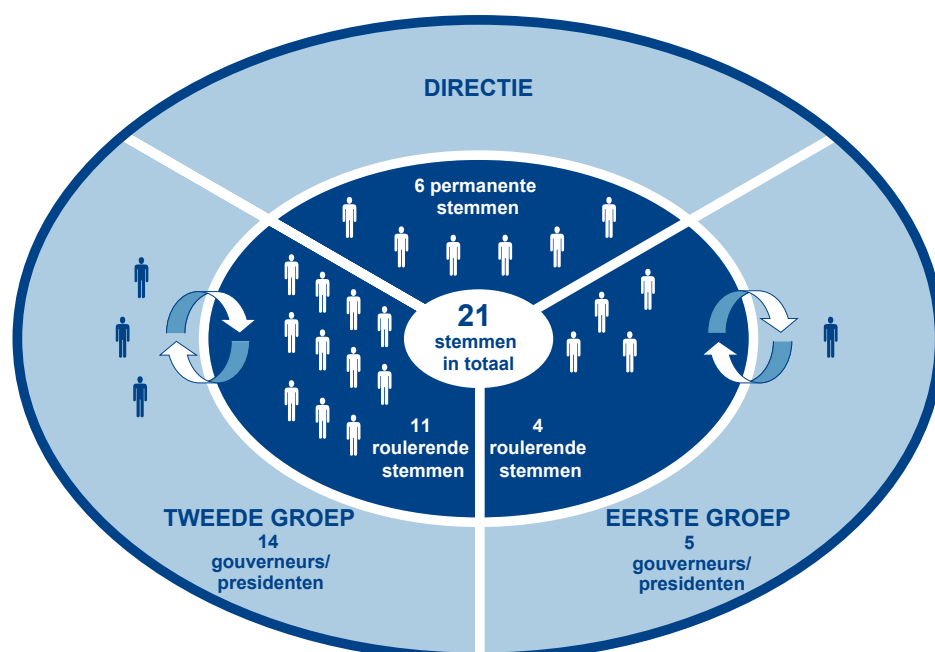 DIRECTIE
6 permanente
stemmen
21
stemmen
in totaal
11
roulerende
stemmen
4
roulerende
stemmen
TWEEDE GROEP
14
gouverneurs/
presidenten
EERSTE GROEP
5
gouverneurs/
presidenten